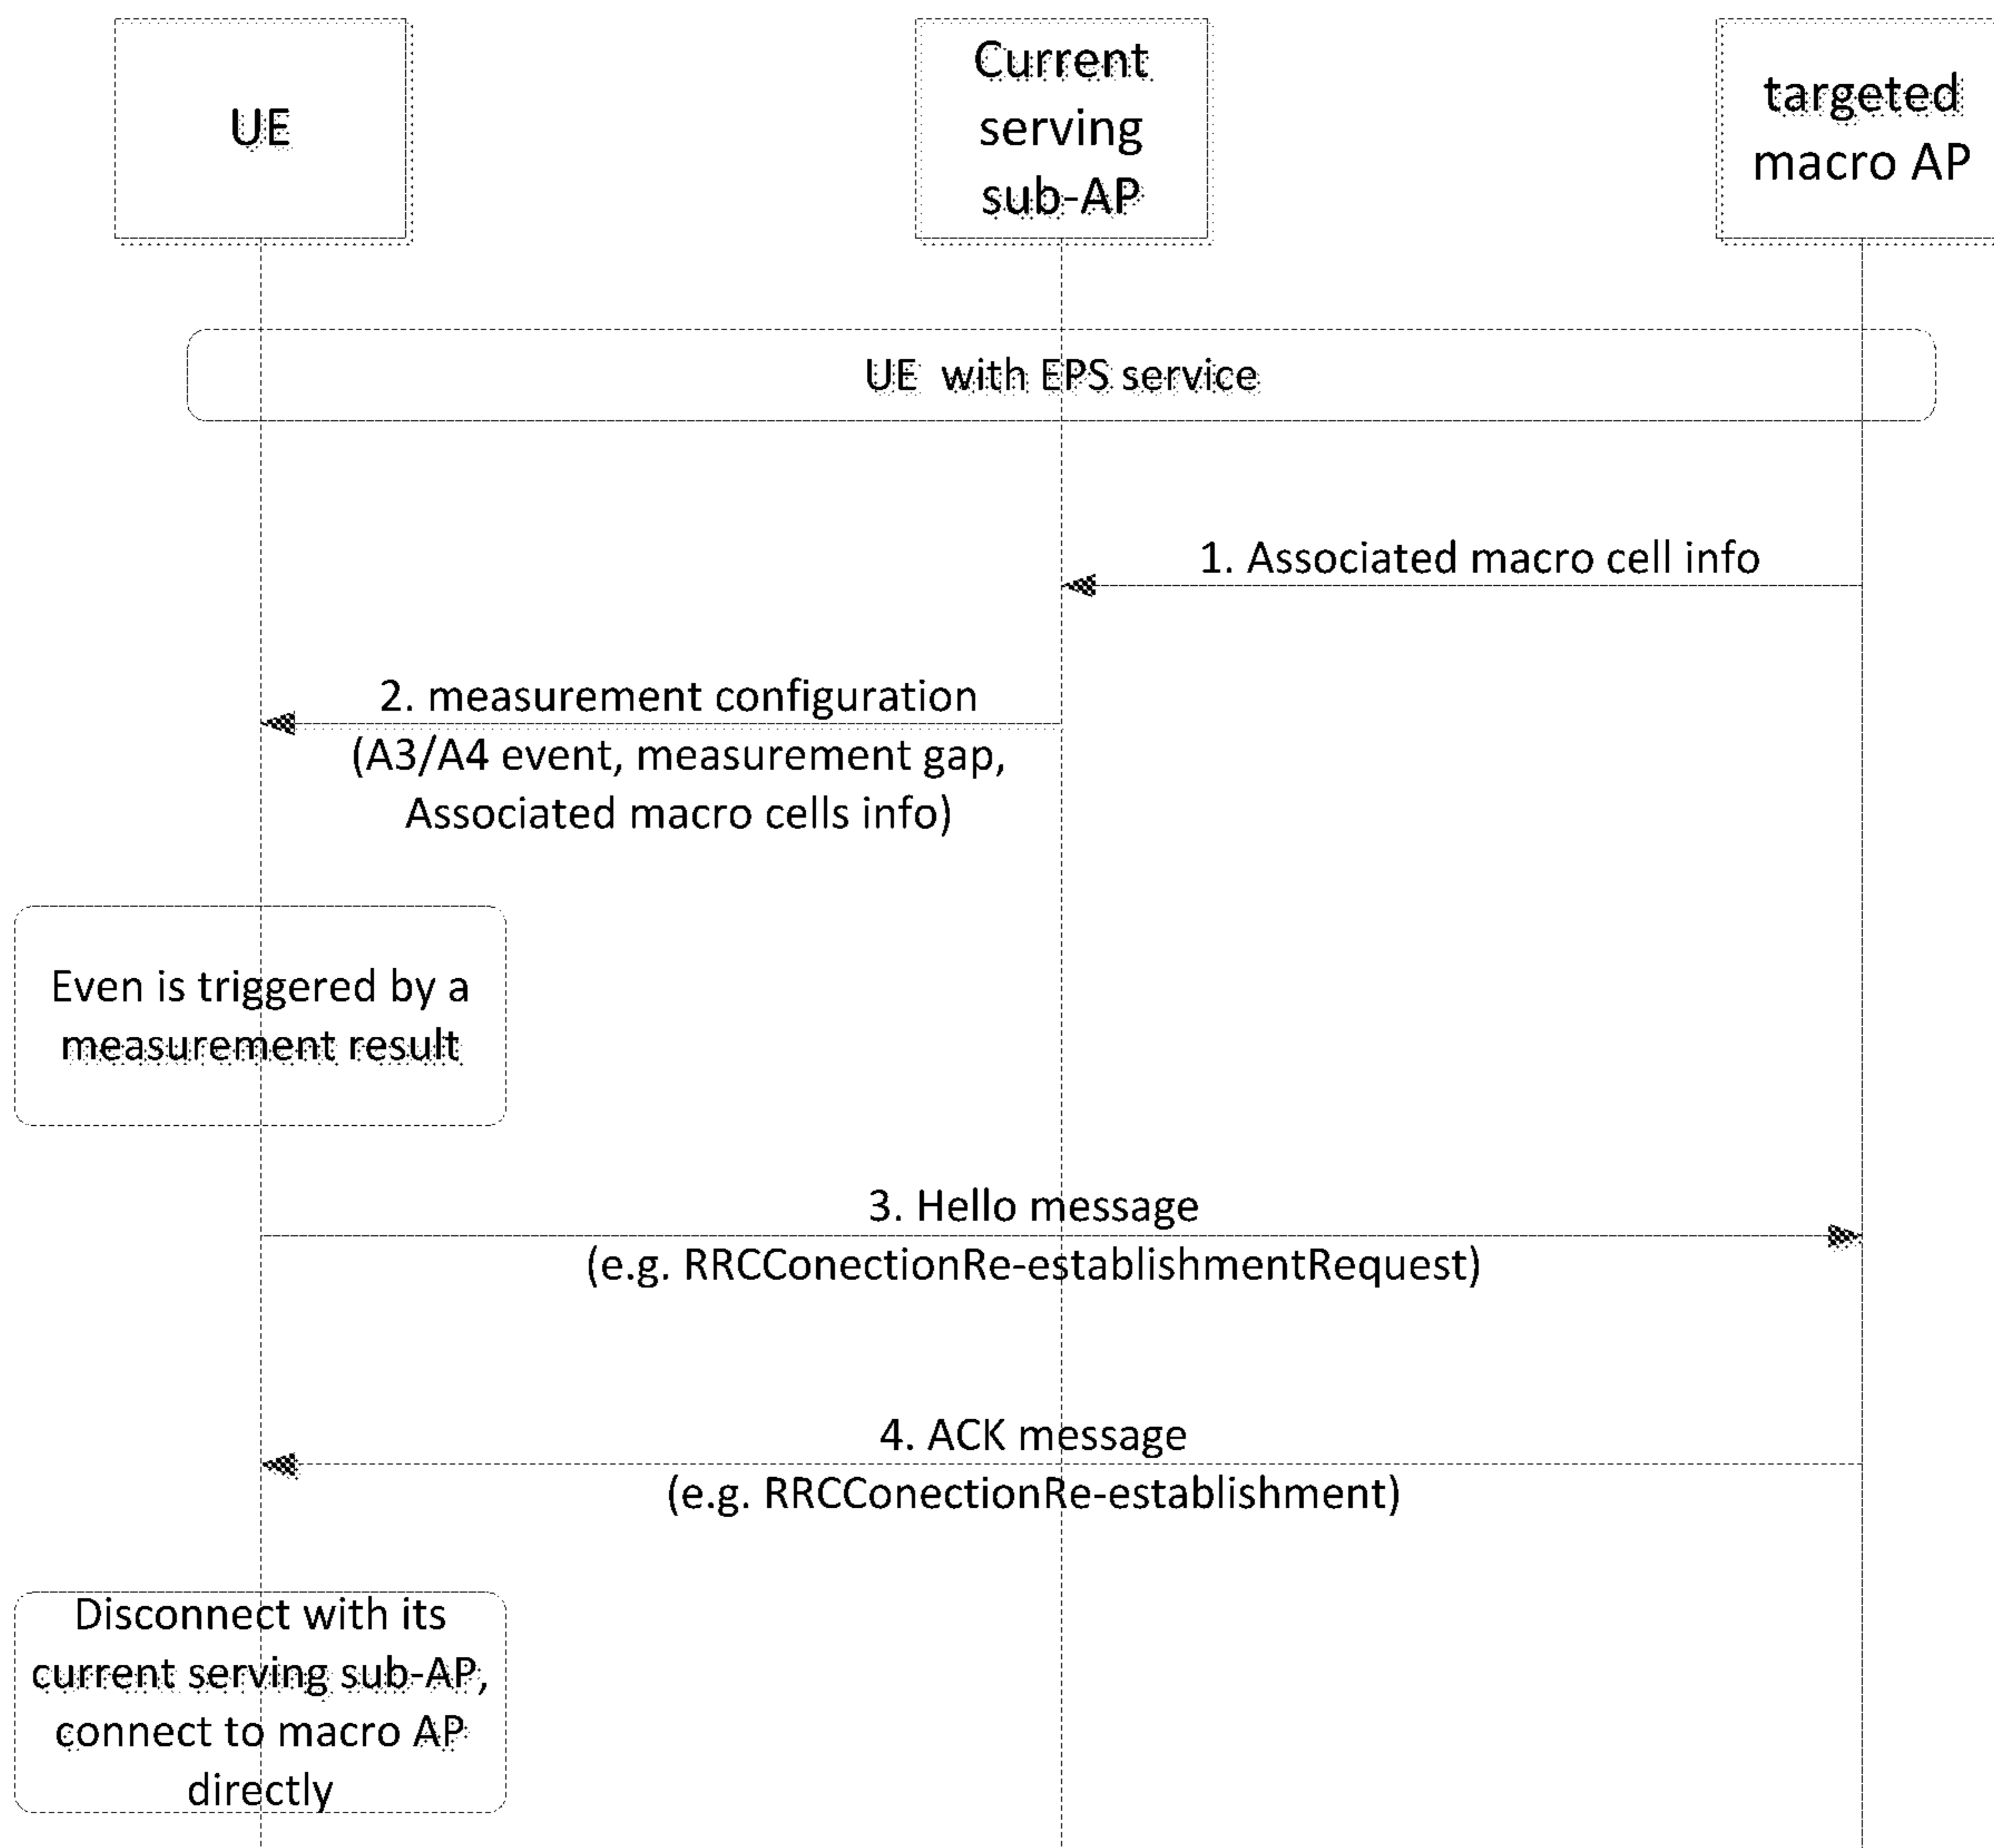 UE
Current
serving
sub-AP
targeted
macro AP
UE with EPS service
1. Associated macro cell info
2. measurement configuration
(A3/A4 event, measurement gap,
Associated macro cells info)
Even is triggered by a
measurement result
3. Hello message
(e.g. RRCConectionRe-establishmentRequest)
4. ACK message
(e.g. RRCConectionRe-establishment)
Disconnect with its
current serving sub-AP,
connect to macro AP
directly